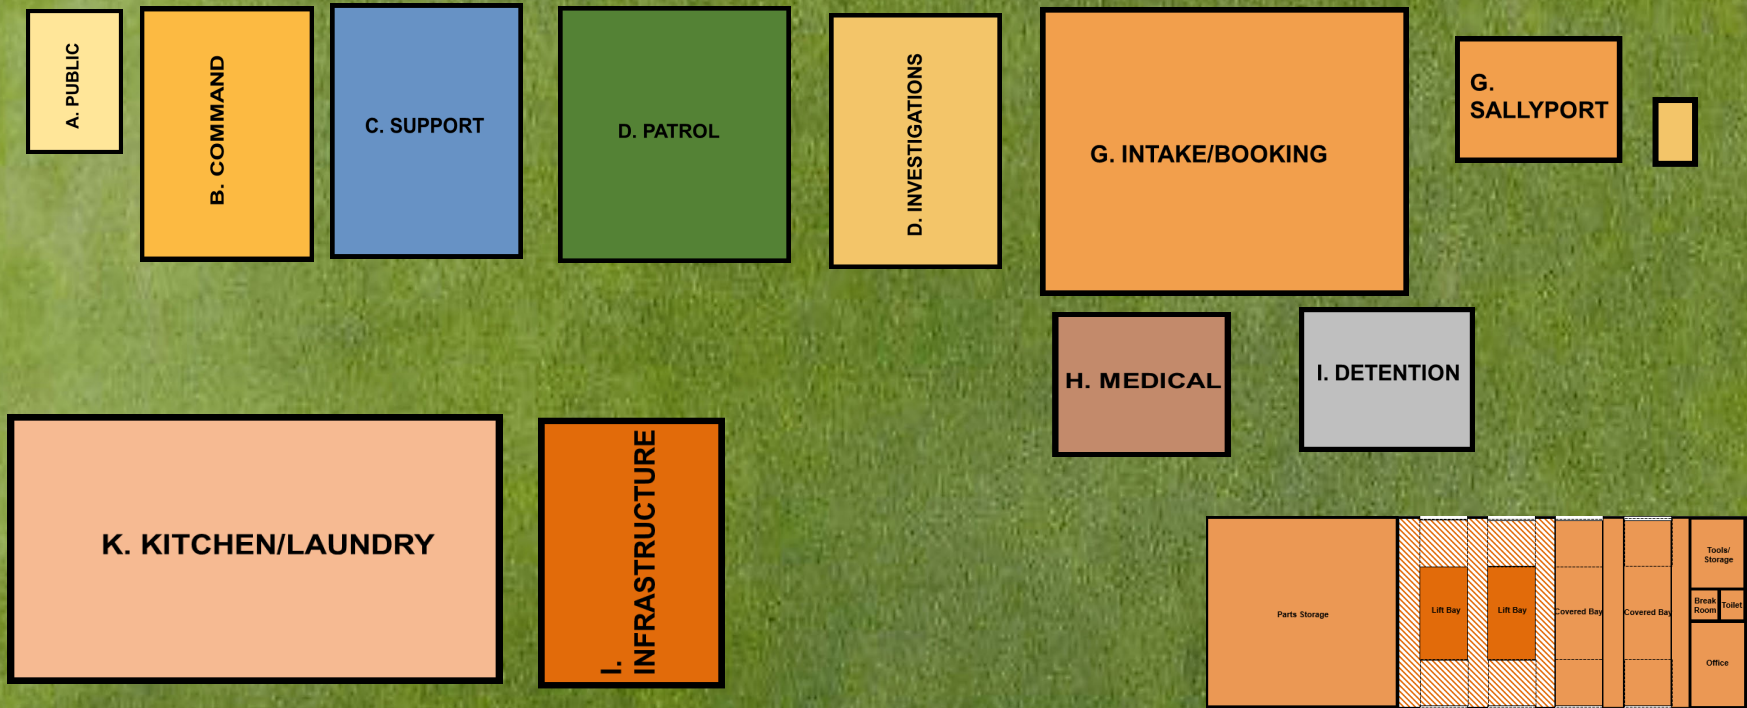 A. PUBLIC
B. COMMAND
C. SUPPORT
D. PATROL
D. INVESTIGATIONS
G. INTAKE/BOOKING
G.
SALLYPORT
H. MEDICAL
I. DETENTION
K. KITCHEN/LAUNDRY
I.
INFRASTRUCTURE
Parts Storage
Lift Bay
Lift Bay
Covered Bay
Covered Bay
Tools/
Storage
Break
Room
Toilet
Office